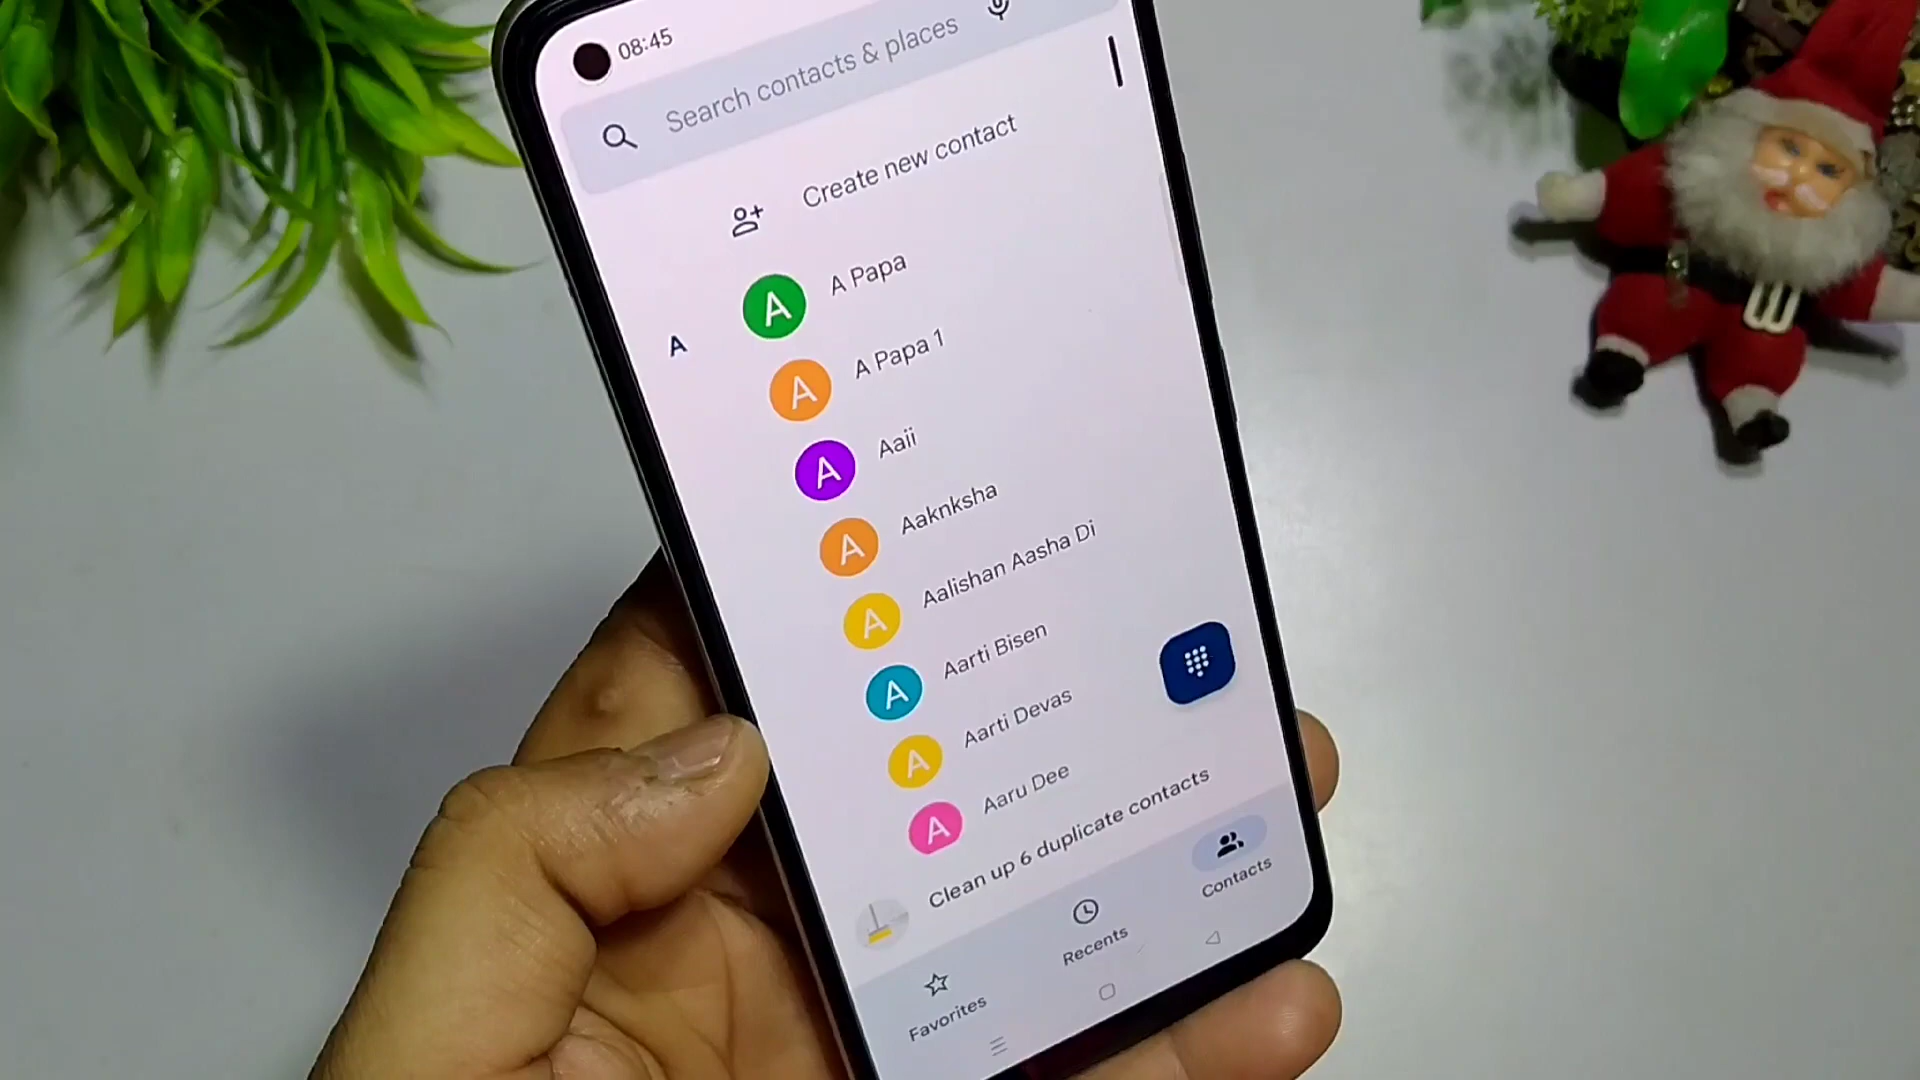 08:45
Search contacts & places
Create new contact
A
A
A Papa
A
A Papa 1
A
Aaii
A
Aaknksha
A
Aalishan Aasha Di
A
Aarti Bisen
A
Aarti Devas
A
Aaru Dee
Clean up 6 duplicate contacts
Favorites
Recents
Contacts